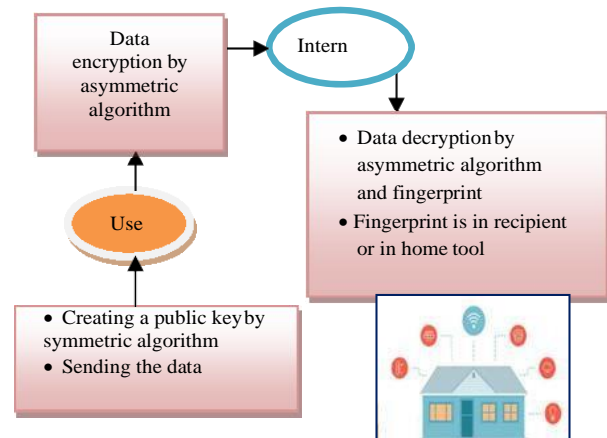 Data
encryption by
asymmetric
algorithm
Intern
• Data decryption by
asymmetric algorithm
and fingerprint
• Fingerprint is in recipient
or in home tool
Use
• Creating a public key by
symmetric algorithm
• Sending the data